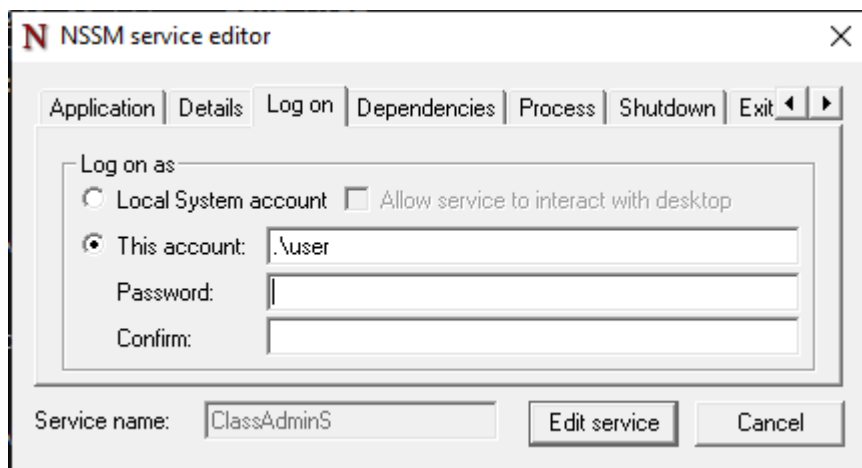 NSSM service editor
Application Details Log on Dependencies Process Shutdown Exit
Log on as
Local System account Allow service to interact with desktop
This account: .\user
Password:
Confirm:
Service name: ClassAdminS Edit service Cancel